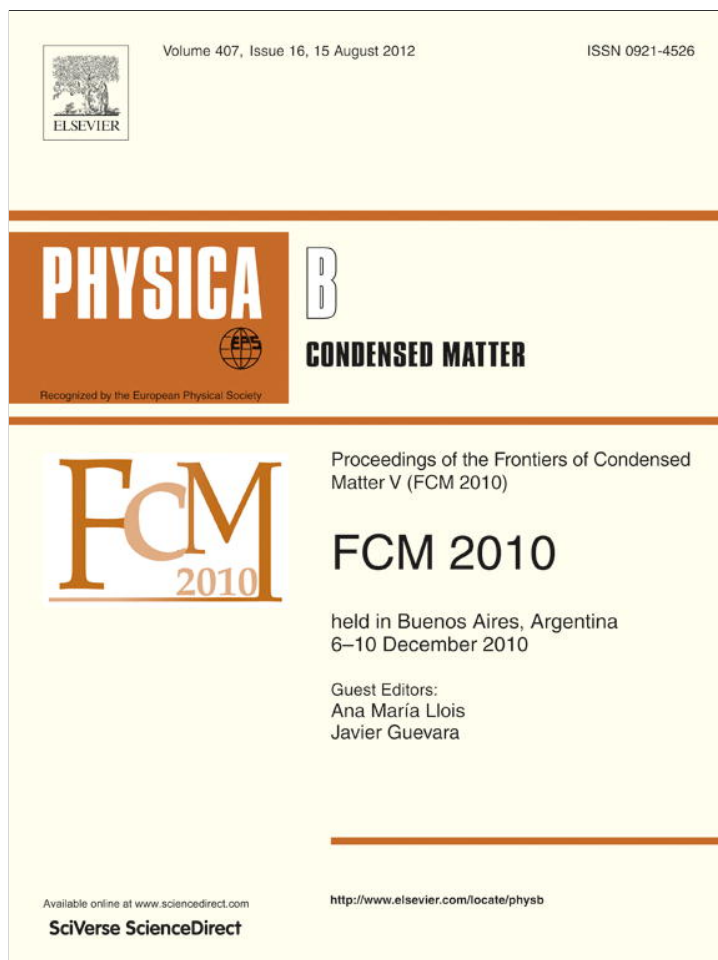 Volume 407, Issue 16, 15 August 2012
ISSN 0921-4526
ELSEVIER
PHYSICA B
EPS
CONDENSED MATTER
Recognized by the European Physical Society
FCM
2010
Proceedings of the Frontiers of Condensed
Matter V (FCM 2010)
FCM 2010
held in Buenos Aires, Argentina
6–10 December 2010
Guest Editors:
Ana María Llois
Javier Guevara
Available online at www.sciencedirect.com
SciVerse ScienceDirect
http://www.elsevier.com/locate/physb